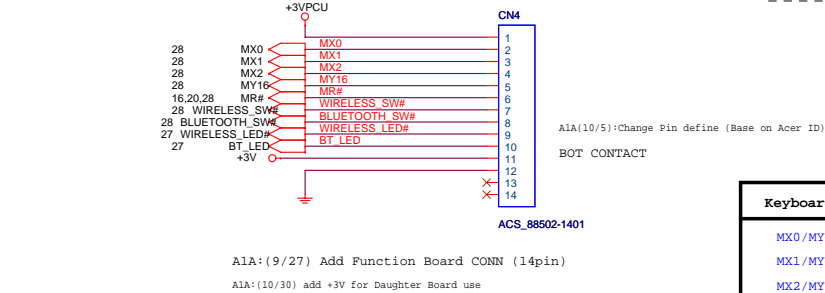 +3VPCU
CN4
1
28 MX0 MX0 2
28 MX1 MX1 3
28 MX2 MX2 4
28 MY16 MY16 5
16,20,28 MR# MR# 6
28 WIRELESS_SW# WIRELESS_SW# 7
28 BLUETOOTH_SW# BLUETOOTH_SW# 8
27 WIRELESS_LED# WIRELESS_LED# 9
27 BT_LED BT_LED 10
+3V 11
12
13
14
A1A(10/5):Change Pin define (Base on Acer ID)
BOT CONTACT
ACS_88502-1401
Keyboar
MX0/MY
MX1/MY
MX2/MY
A1A:(9/27) Add Function Board CONN (14pin)
A1A:(10/30) add +3V for Daughter Board use